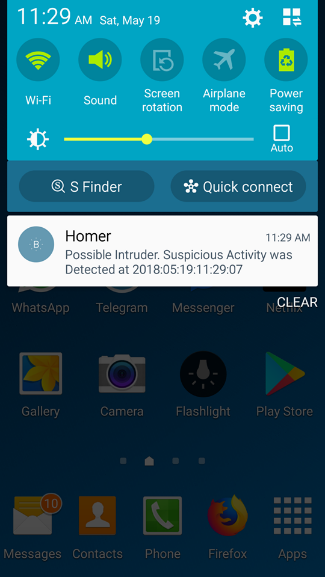 11:29 AM Sat, May 19
Wi-Fi
Sound
Screen
rotation
Airplane
mode
Power
saving
Auto
S Finder
Quick connect
B
Homer
11:29 AM
Possible Intruder. Suspicious Activity was
Detected at 2018:05:19:11:29:07
CLEAR
WhatsApp
Telegram
Messenger
Netflix
Gallery
Camera
Flashlight
Play Store
10
Messages
Contacts
Phone
Firefox
Apps